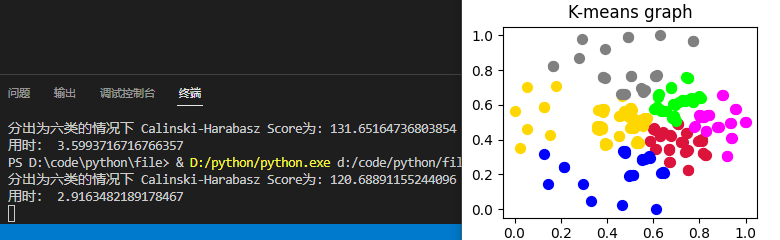 问题 输出 调试控制台 终端
分出为六类的情况下 Calinski-Harabasz Score为: 131.65164736803854
用时： 3.5993716716766357
PS D:\code\python\file> & D:/python/python.exe d:/code/python/fil
分出为六类的情况下 Calinski-Harabasz Score为: 120.68891155244096
用时： 2.9163482189178467
K-means graph
1.0
0.8
0.6
0.4
0.2
0.0
0.0 0.2 0.4 0.6 0.8 1.0